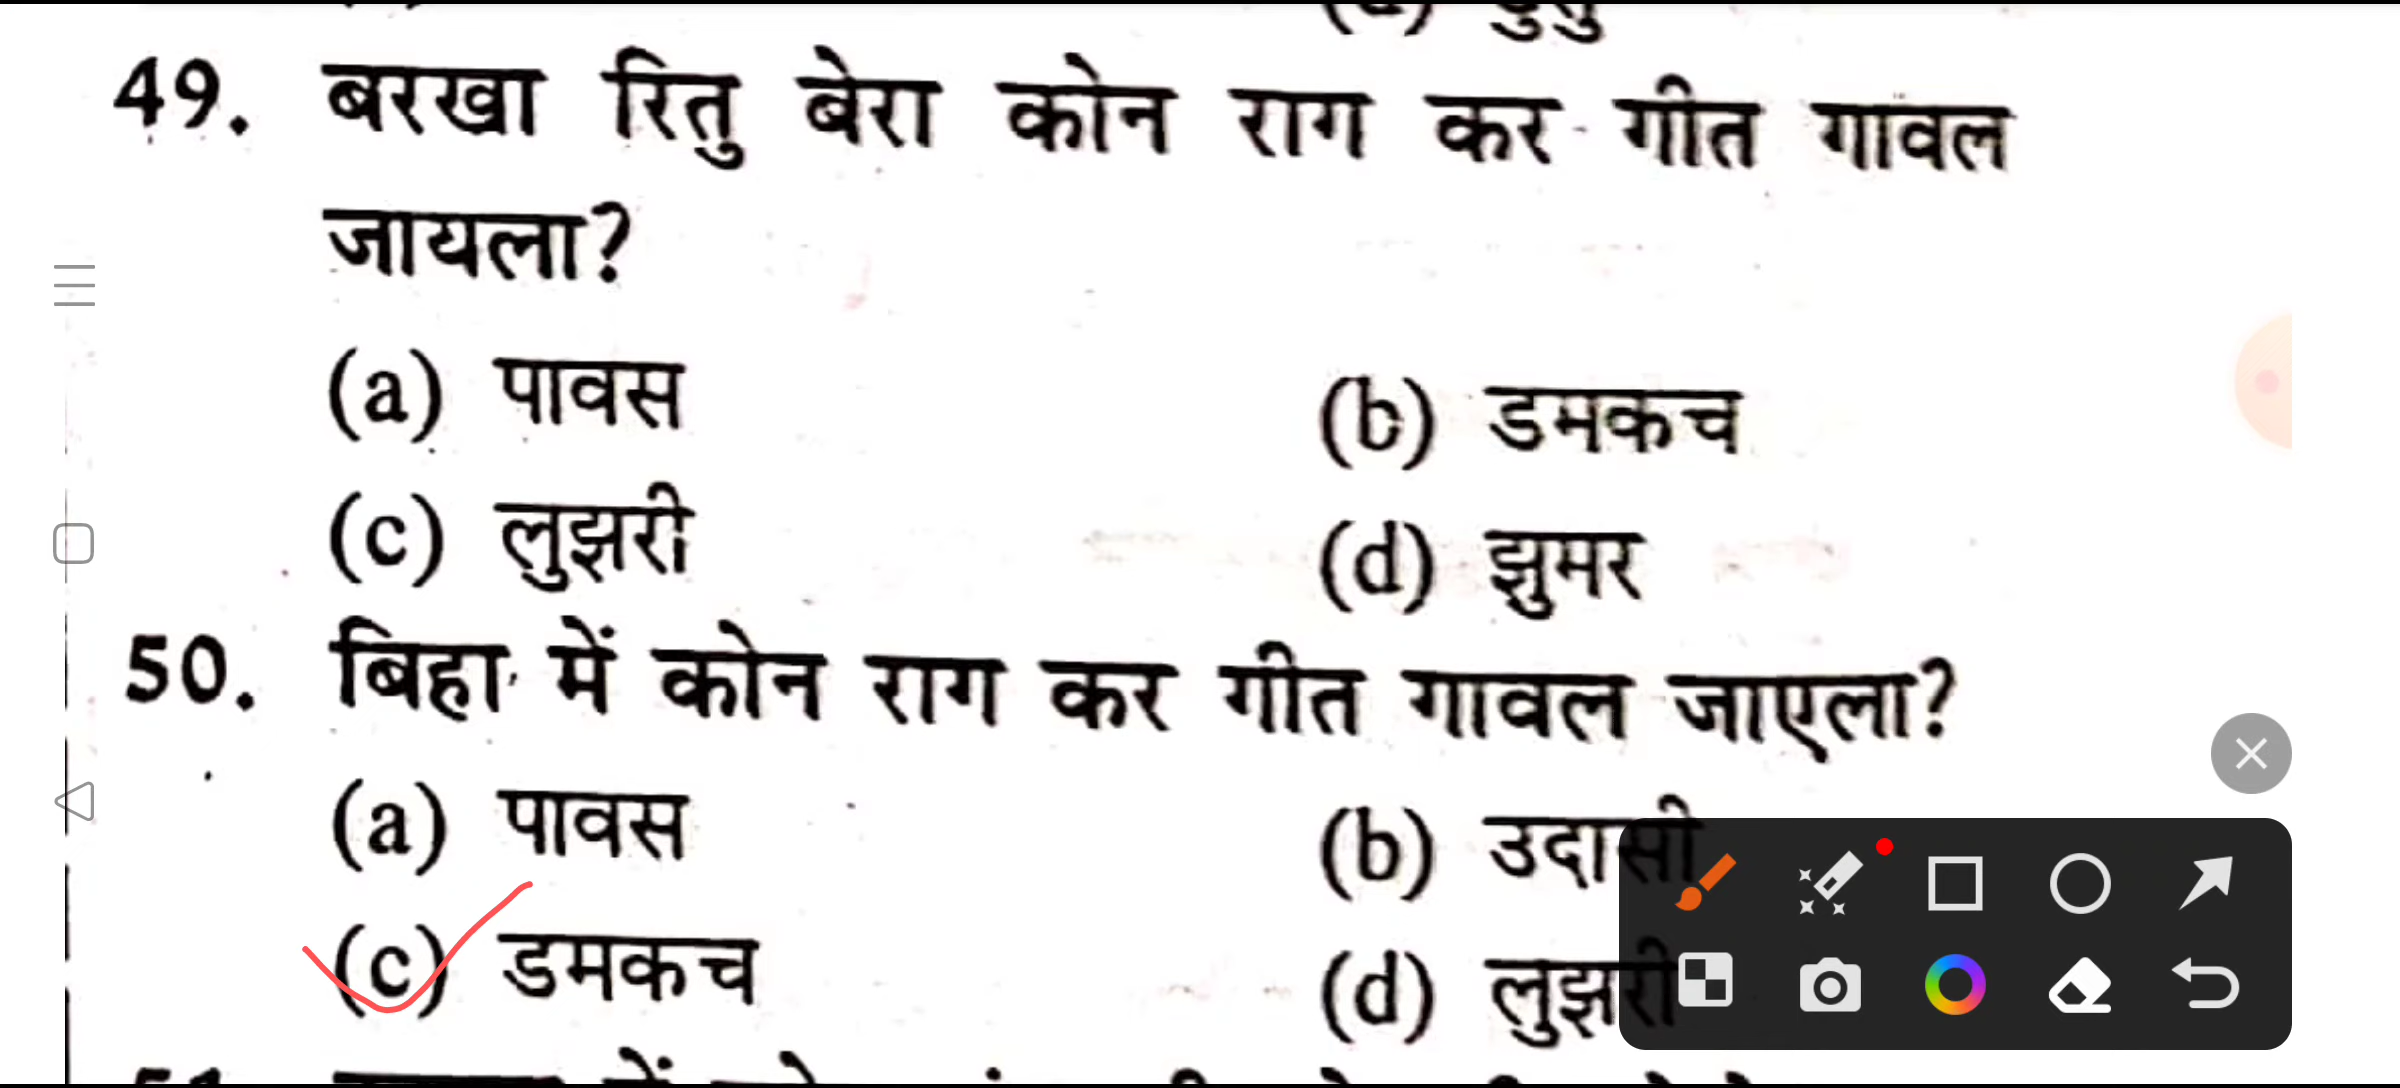 49. बरखा रितु बेरा कोन राग कर गीत गावल
जायला?
(a) पावस (b) डमकच
(c) लुझरी (d) झुमर
50. बिहा में कोन राग कर गीत गावल जाएला?
(a) पावस (b) उदासी
(c) डमकच (d) लुझरी